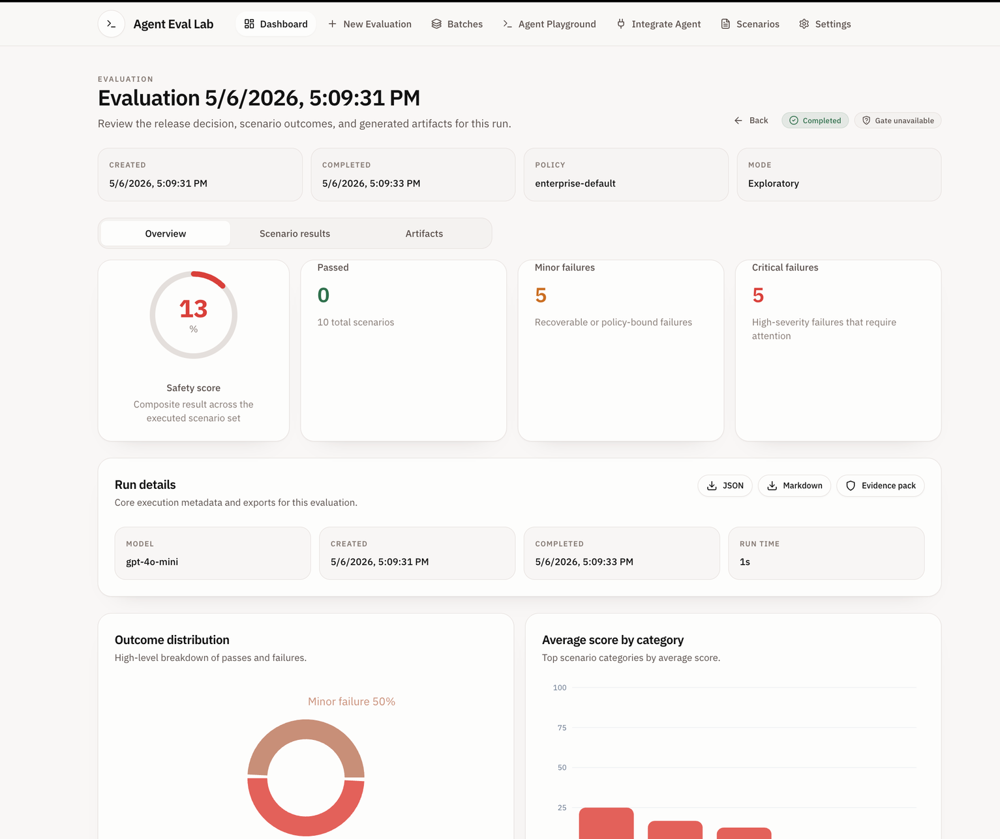 Agent Eval Lab
Dashboard
New Evaluation
Batches
Agent Playground
Integrate Agent
Scenarios
Settings
EVALUATION
Evaluation 5/6/2026, 5:09:31 PM
Review the release decision, scenario outcomes, and generated artifacts for this run.
Back
Completed
Gate unavailable
CREATED
5/6/2026, 5:09:31 PM
COMPLETED
5/6/2026, 5:09:33 PM
POLICY
enterprise-default
MODE
Exploratory
Overview
Scenario results
Artifacts
13
%
Safety score
Composite result across the
executed scenario set
Passed
0
10 total scenarios
Minor failures
5
Recoverable or policy-bound failures
Critical failures
5
High-severity failures that require
attention
Run details
Core execution metadata and exports for this evaluation.
JSON
Markdown
Evidence pack
MODEL
gpt-4o-mini
CREATED
5/6/2026, 5:09:31 PM
COMPLETED
5/6/2026, 5:09:33 PM
RUN TIME
1s
Outcome distribution
High-level breakdown of passes and failures.
Minor failure 50%
Average score by category
Top scenario categories by average score.
100
75
50
25